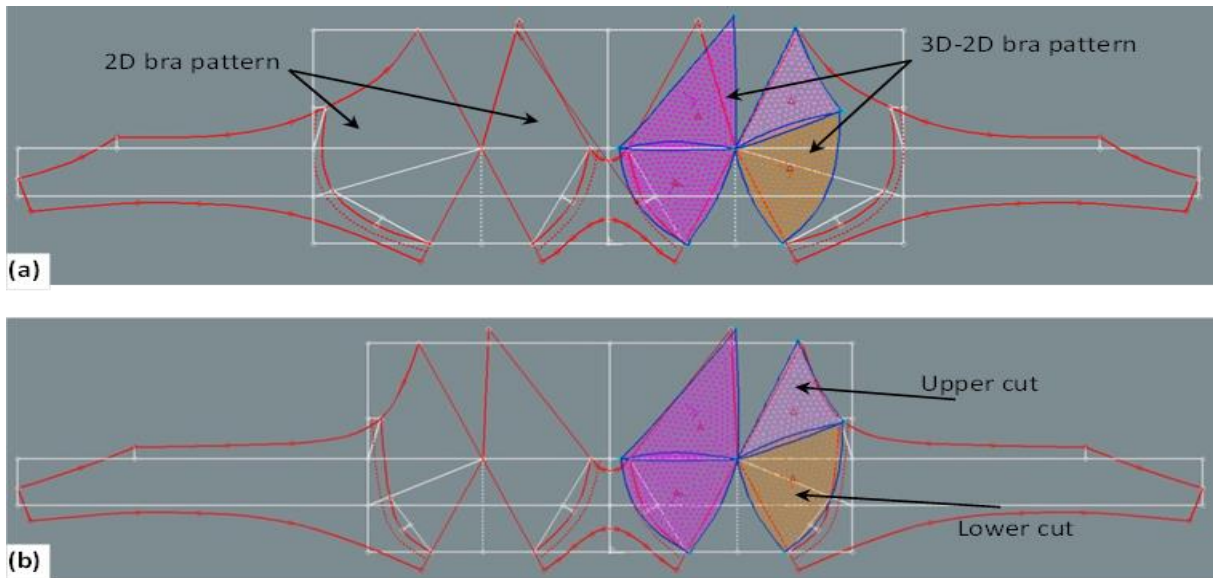 2D bra pattern
3D-2D bra pattern
(a)
Upper cut
Lower cut
(b)